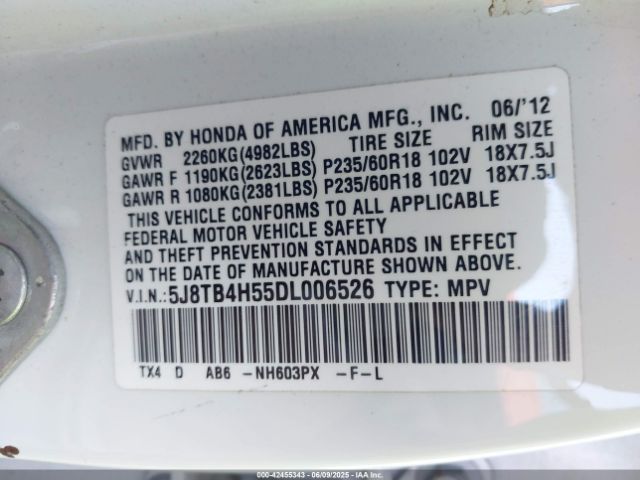 MFD. BY HONDA OF AMERICA MFG., INC. 06/'12
GVWR 2260KG(4982LBS) TIRE SIZE RIM SIZE
GAWR F 1190KG(2623LBS) P235/60R18 102V 18X7.5J
GAWR R 1080KG(2381LBS) P235/60R18 102V 18X7.5J
THIS VEHICLE CONFORMS TO ALL APPLICABLE
FEDERAL MOTOR VEHICLE SAFETY
AND THEFT PREVENTION STANDARDS IN EFFECT
ON THE DATE OF MANUFACTURE SHOWN ABOVE.
V.I.N.: 5J8TB4H55DL006526 TYPE: MPV
TX4 D AB6 -NH603PX -F-L
000-42455343 - 06/09/2025 - IAA Inc.